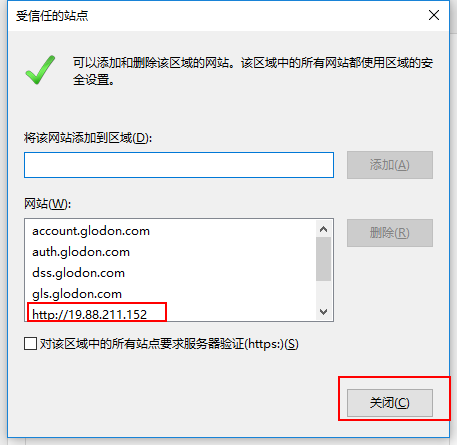 受信任的站点
可以添加和删除该区域的网站。该区域中的所有网站都使用区域的安
全设置。
将该网站添加到区域(D):
添加(A)
网站(W):
account.glodon.com
auth.glodon.com
dss.glodon.com
gls.glodon.com
http://19.88.211.152
删除(R)
对该区域中的所有站点要求服务器验证(https:)(S)
关闭(C)